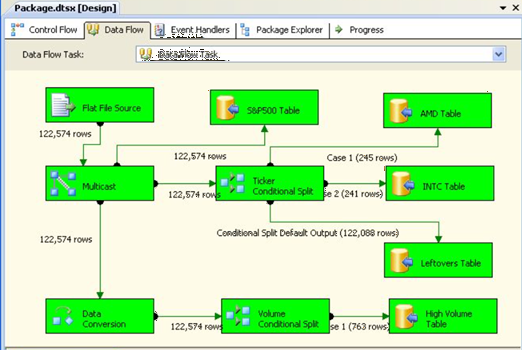 Package.dtsx [Design]
Control Flow Data Flow Event Handlers Package Explorer Progress
Data Flow Task: Data Flow Task
Flat File Source
S&P500 Table
AMD Table
122,574 rows
122,574 rows
Case 1 (245 rows)
Multicast
122,574 rows
Ticker
Conditional Split
se 2 (241 rows)
INTC Table
122,574 rows
Conditional Split Default Output (122,088 rows)
Leftovers Table
Data
Conversion
122,574 rows
Volume
Conditional Split
se 1 (763 rows)
High Volume
Table